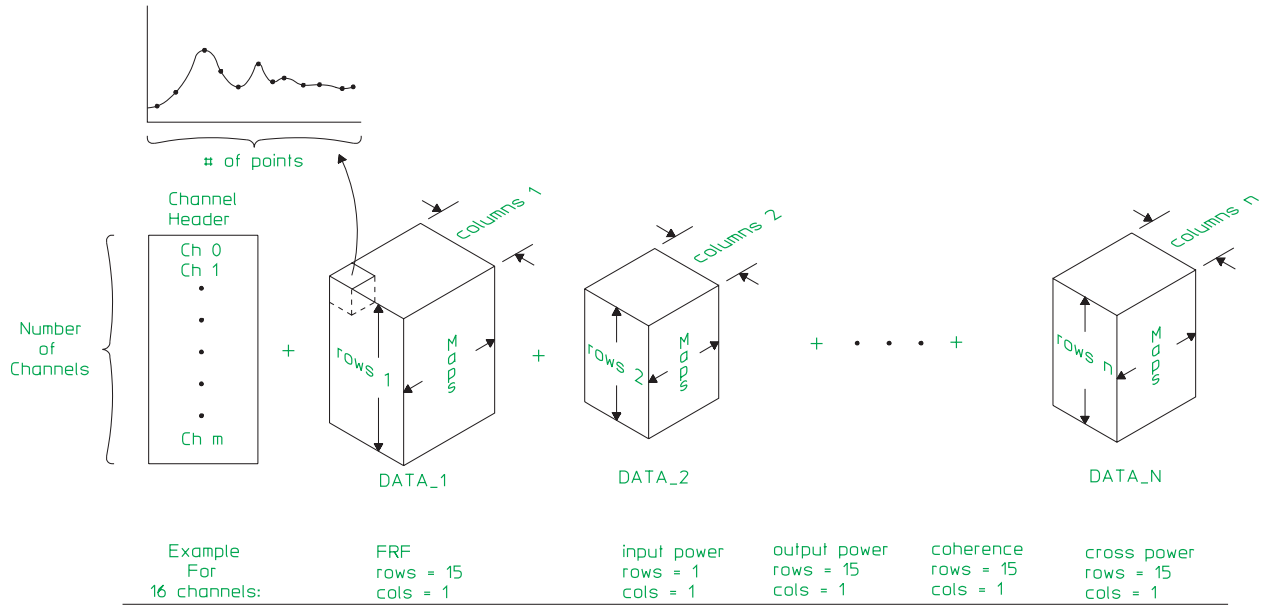 # of points
Channel
Header
Ch 0
Ch 1
Ch m
Number
of
Channels
+
rows 1
Maps
columns 1
DATA_1
+
rows 2
Maps
columns 2
DATA_2
+
+
rows n
Maps
columns n
DATA_N
Example
For
16 channels:
FRF
rows = 15
cols = 1
input power
rows = 1
cols = 1
output power
rows = 15
cols = 1
coherence
rows = 15
cols = 1
cross power
rows = 15
cols = 1